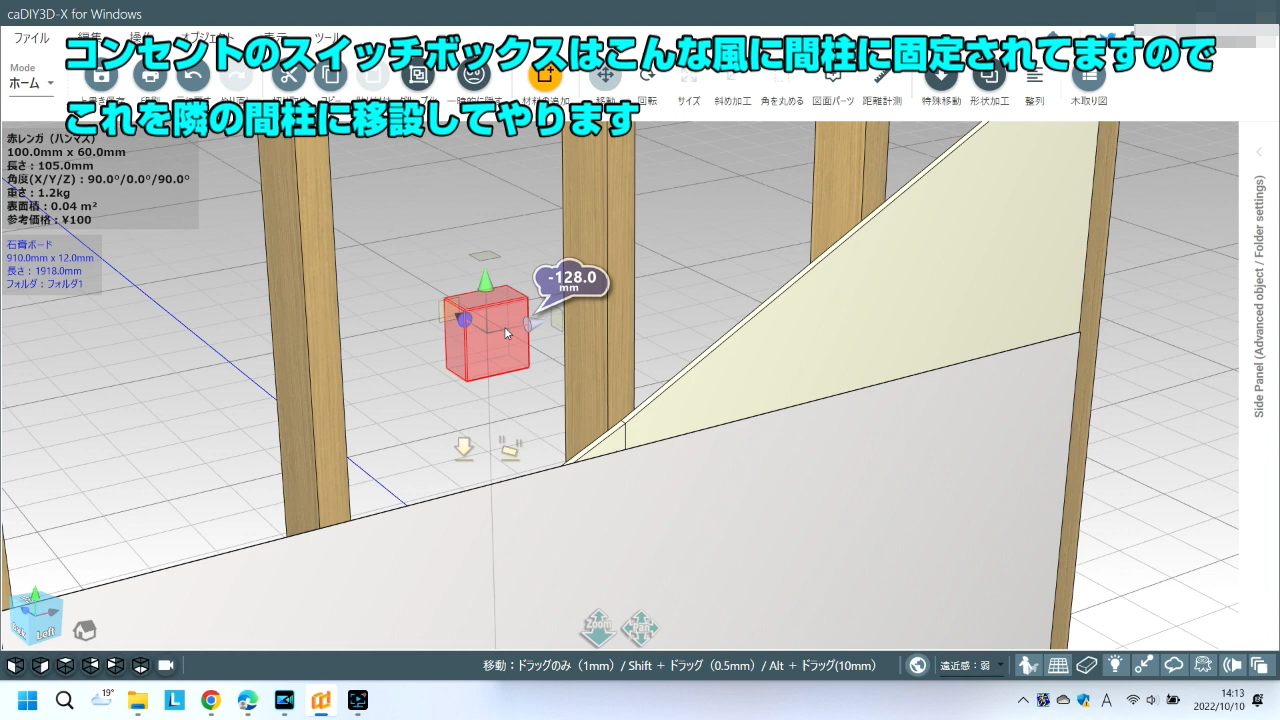 caDIY3D-X for Windows
ファイル
コンセントのスイッチボックスはこんな風に間柱に固定されてますので
Mode
ホーム
回転
サイズ
斜め加工
角を丸める
図面パーツ
距離計測
特殊移動
形状加工
整列
木取り図
これを隣の間柱に移設してやります
赤レンガ（ハンマス）
100.0mm x 60.0mm
長さ：105.0mm
角度(X/Y/Z)：90.0°/0.0°/90.0°
重さ：1.2kg
表面積：0.04 m²
参考価格：¥100
石膏ボード
910.0mm x 12.0mm
長さ：1918.0mm
フォルダ：フォルダ1
-128.0
mm
Side Panel (Advanced object / Folder settings)
Left
Zoom
Pan
移動：ドラッグのみ（1mm）/ Shift + ドラッグ（0.5mm）/ Alt + ドラッグ(10mm)
遠近感：弱
19°
A
14:13
2022/10/10